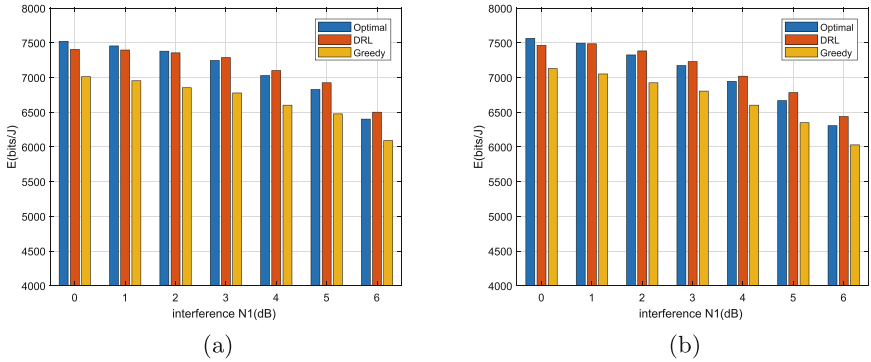 8000
7500
7000
6500
6000
5500
5000
4500
4000
E(bits/J)
0 1 2 3 4 5 6
interference N1(dB)
Optimal
DRL
Greedy
(a)
8000
7500
7000
6500
6000
5500
5000
4500
4000
E(bits/J)
0 1 2 3 4 5 6
interference N1(dB)
Optimal
DRL
Greedy
(b)